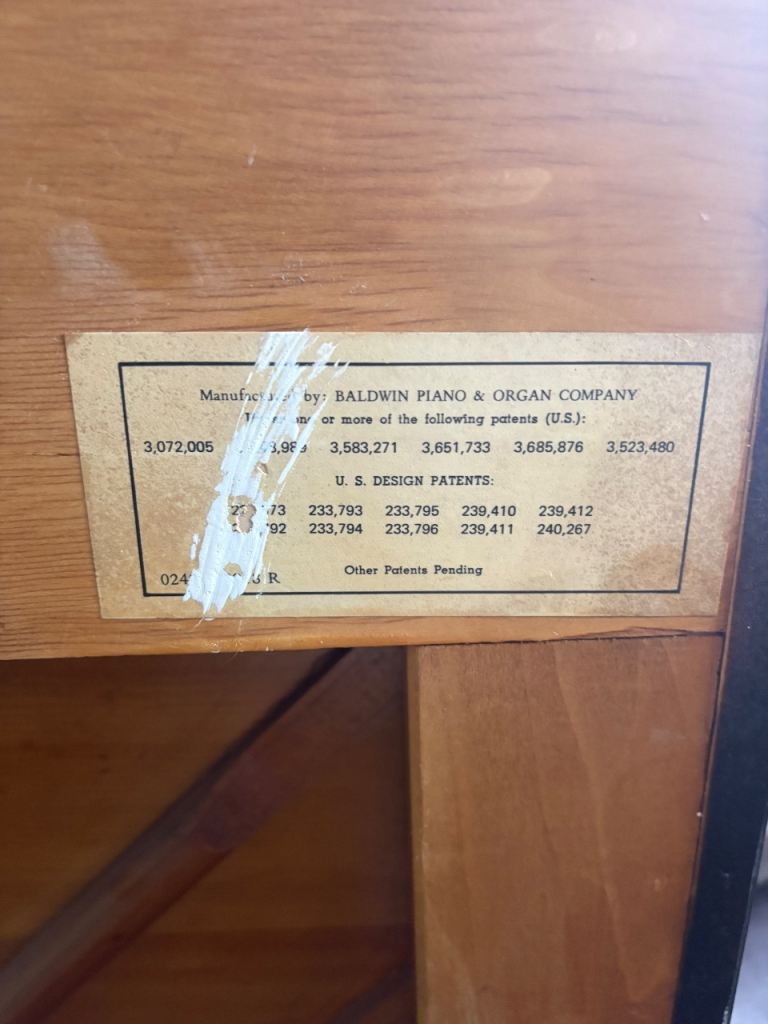 by: BALDWIN PIANO & ORGAN COMPANY
or more of the following patents (U.S.):
3,072,005 3,583,271 3,651,733 3,685,876 3,523,480
U. S. DESIGN PATENTS:
233,793 233,795 239,410 239,412
233,794 233,796 239,411 240,267
Other Patents Pending
R